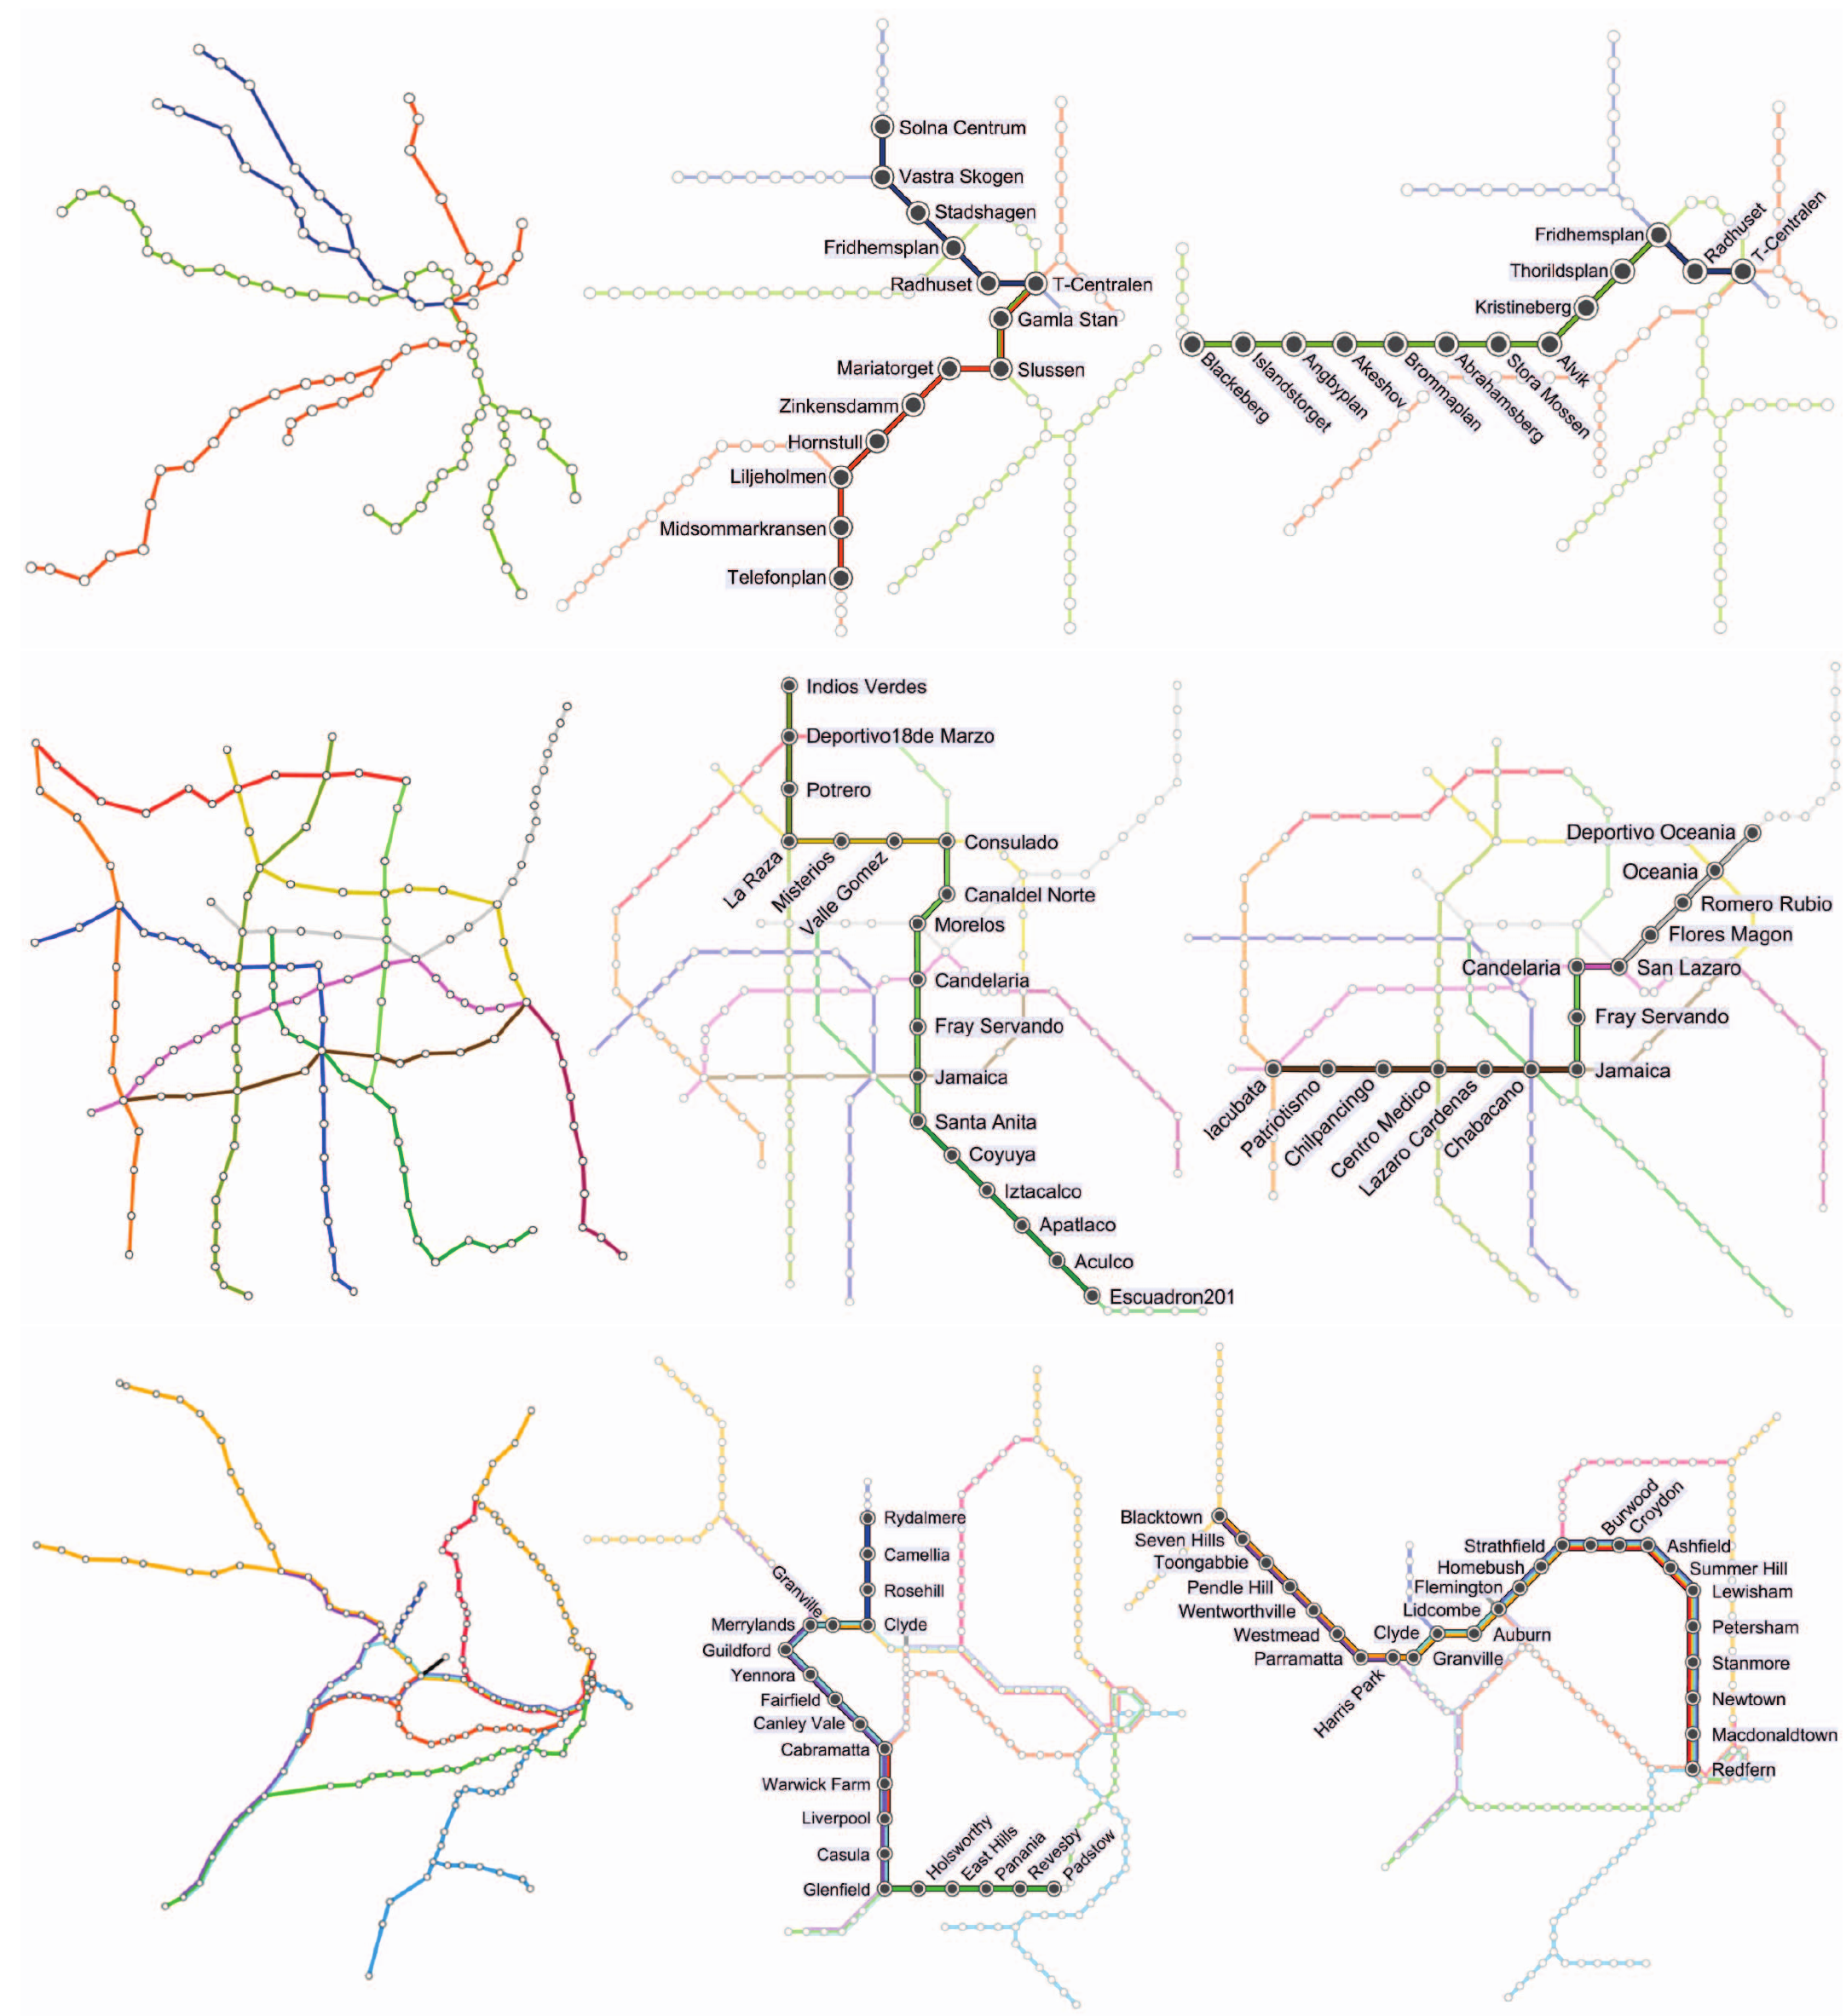 Solna Centrum
Vastra Skogen
Stadshagen
Fridhemsplan
Radhuset
T-Centralen
Gamla Stan
Mariatorget
Slussen
Zinkensdamm
Hornstull
Liljeholmen
Midsommarkransen
Telefonplan
Fridhemsplan
Radhuset
T-Centralen
Thorildsplan
Kristineberg
Blackeberg
Islandstorget
Angbyplan
Akeshov
Brommaplan
Abrahamsberg
Stora Mossen
Alvik
Indios Verdes
Deportivo18de Marzo
Potrero
La Raza
Misterios
Valle Gomez
Consulado
Canaldel Norte
Morelos
Candelaria
Fray Servando
Jamaica
Santa Anita
Coyuya
Iztacalco
Apatlaco
Aculco
Escuadron201
Deportivo Oceania
Oceania
Romero Rubio
Flores Magon
Candelaria
San Lazaro
Fray Servando
Jamaica
Iacubata
Patriotismo
Chilpancingo
Centro Medico
Lazaro Cardenas
Chabacano
Rydalmere
Camellia
Rosehill
Granville
Merrylands
Clyde
Guildford
Yennora
Fairfield
Canley Vale
Cabramatta
Warwick Farm
Liverpool
Casula
Glenfield
Holsworthy
East Hills
Panania
Revesby
Padstow
Blacktown
Seven Hills
Toongabbie
Pendle Hill
Wentworthville
Westmead
Parramatta
Harris Park
Granville
Clyde
Auburn
Lidcombe
Flemington
Homebush
Strathfield
Burwood
Croydon
Ashfield
Summer Hill
Lewisham
Petersham
Stanmore
Newtown
Macdonaldtown
Redfern